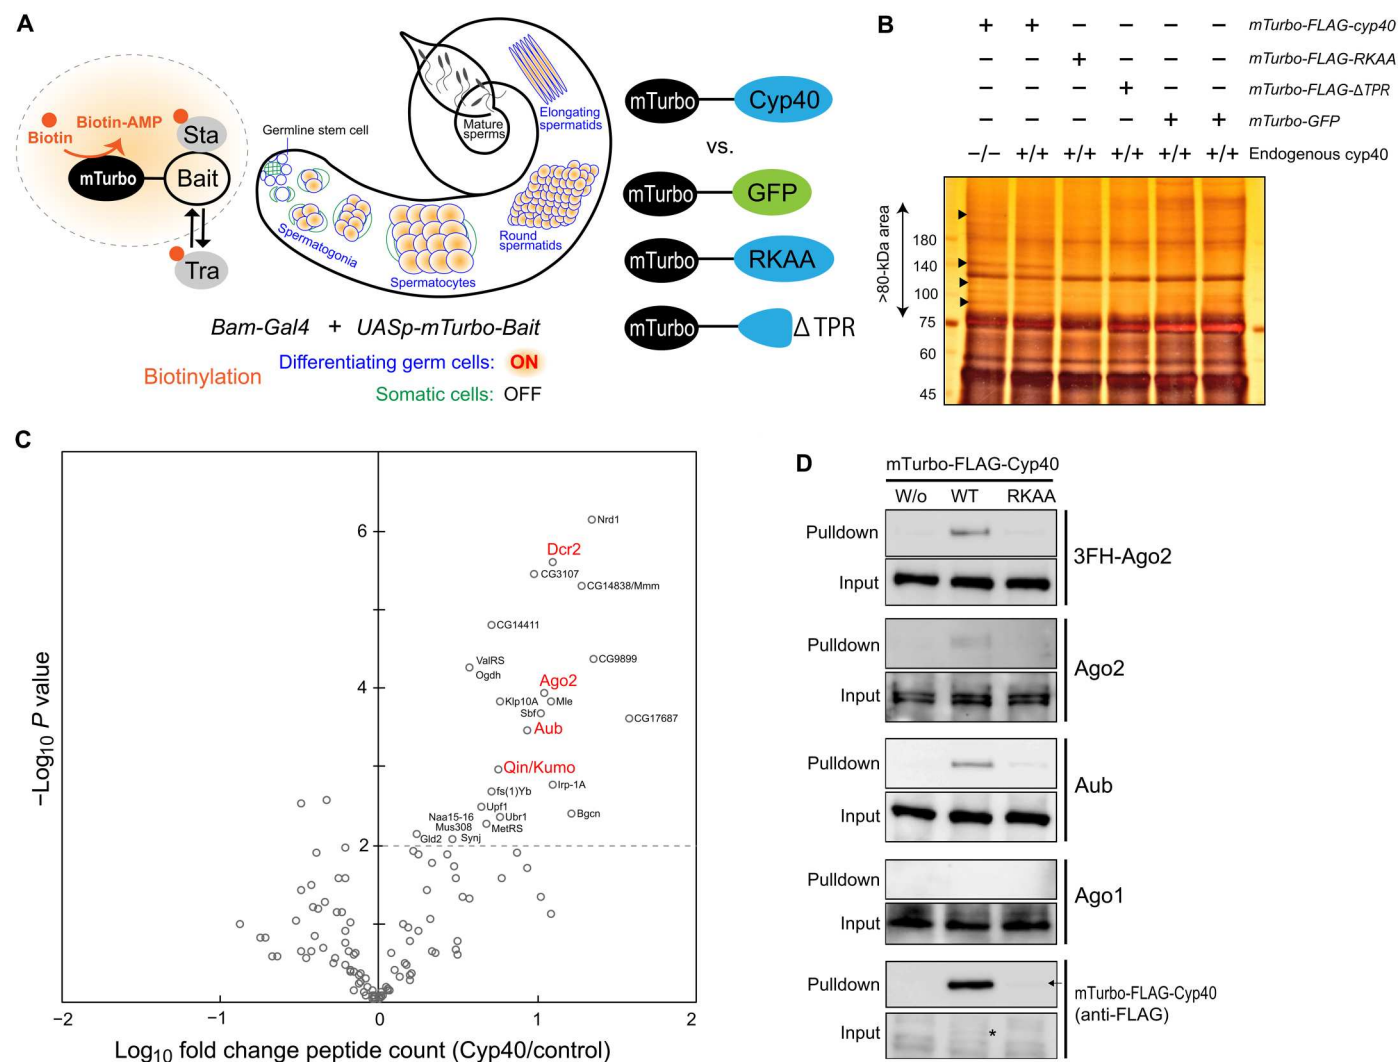 A
Biotin
Biotin-AMP
mTurbo
Sta
Bait
Tra
Germline stem cell
Spermatogonia
Spermatocytes
Round
spermatids
Elongating
spermatids
Mature
sperms
Bam-Gal4 + UASp-mTurbo-Bait
Biotinylation
Differentiating germ cells: ON
Somatic cells: OFF
mTurbo Cyp40
vs.
mTurbo GFP
mTurbo RKAA
mTurbo Δ TPR
B
+ + − − − − mTurbo-FLAG-cyp40
− − + − − − mTurbo-FLAG-RKAA
− − − + − − mTurbo-FLAG-ΔTPR
− − − − + + mTurbo-GFP
−/− +/+ +/+ +/+ +/+ +/+ Endogenous cyp40
>80-kDa area
180
140
100
75
60
45
C
−Log10 P value
6
4
2
Nrd1
Dcr2
CG3107
CG14838/Mmm
CG14411
ValRS
Ogdh
CG9899
Ago2
Klp10A
Mle
Sbf
CG17687
Aub
Qin/Kumo
Irp-1A
fs(1)Yb
Upf1
Ubr1
Bgcn
Naa15-16
MetRS
Mus308
Synj
Gld2
−2 −1 0 1 2
Log10 fold change peptide count (Cyp40/control)
D
mTurbo-FLAG-Cyp40
W/o WT RKAA
Pulldown
Input
3FH-Ago2
Pulldown
Input
Ago2
Pulldown
Input
Aub
Pulldown
Input
Ago1
Pulldown
Input
*
mTurbo-FLAG-Cyp40
(anti-FLAG)